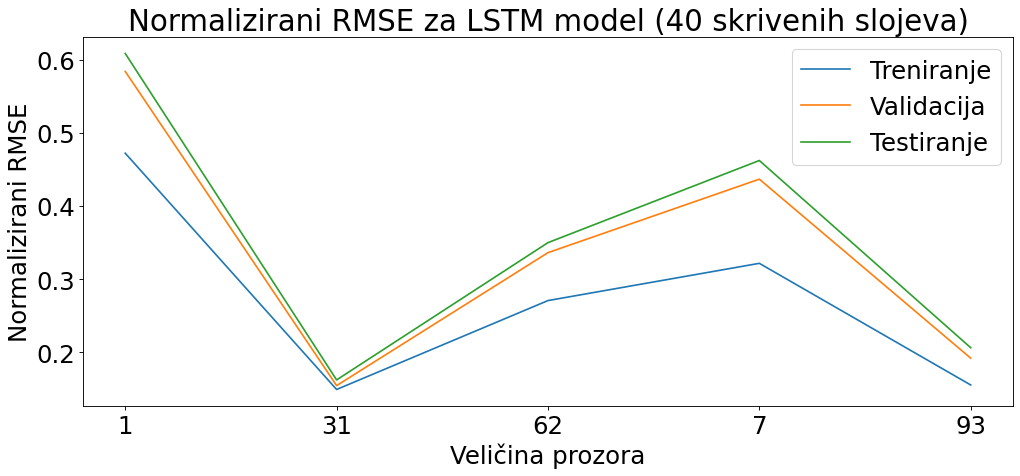 Normalizirani RMSE za LSTM model (40 skrivenih slojeva)
Treniranje
Validacija
Testiranje
Normalizirani RMSE
0.6
0.5
0.4
0.3
0.2
1 31 62 7 93
Veličina prozora